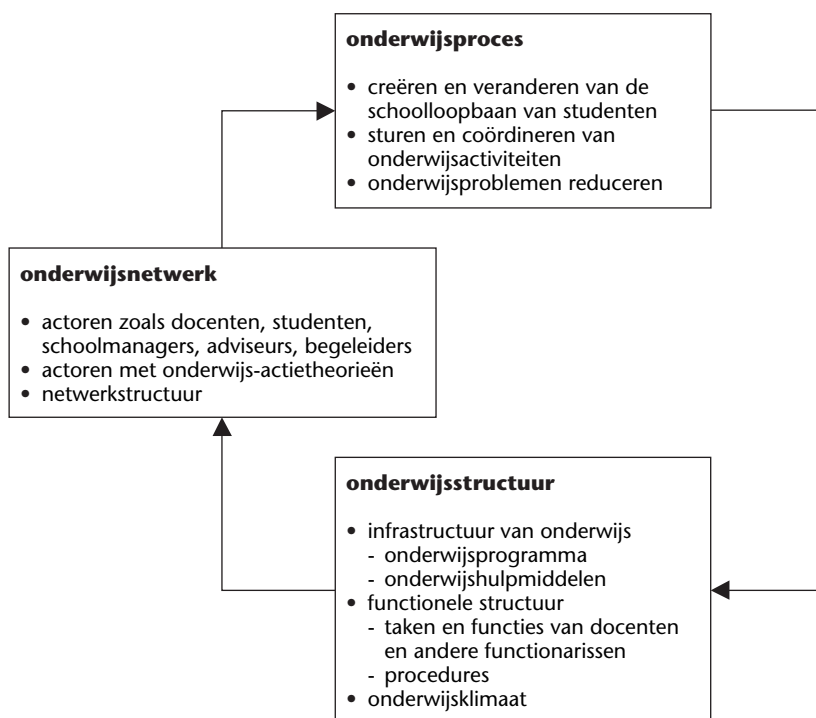 onderwijsproces
• creëren en veranderen van de
schoolloopbaan van studenten
• sturen en coördineren van
onderwijsactiviteiten
• onderwijsproblemen reduceren
onderwijsnetwerk
• actoren zoals docenten, studenten,
schoolmanagers, adviseurs, begeleiders
• actoren met onderwijs-actietheorieën
• netwerkstructuur
onderwijsstructuur
• infrastructuur van onderwijs
- onderwijsprogramma
- onderwijshulpmiddelen
• functionele structuur
- taken en functies van docenten
en andere functionarissen
- procedures
• onderwijsklimaat